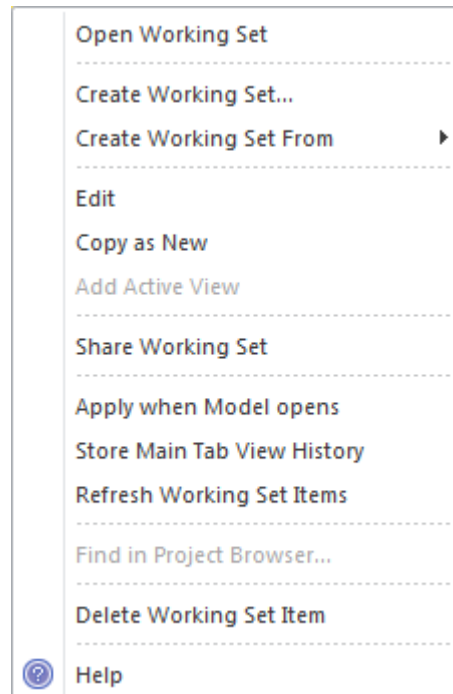 Open Working Set
Create Working Set...
Create Working Set From
Edit
Copy as New
Add Active View
Share Working Set
Apply when Model opens
Store Main Tab View History
Refresh Working Set Items
Find in Project Browser...
Delete Working Set Item
Help